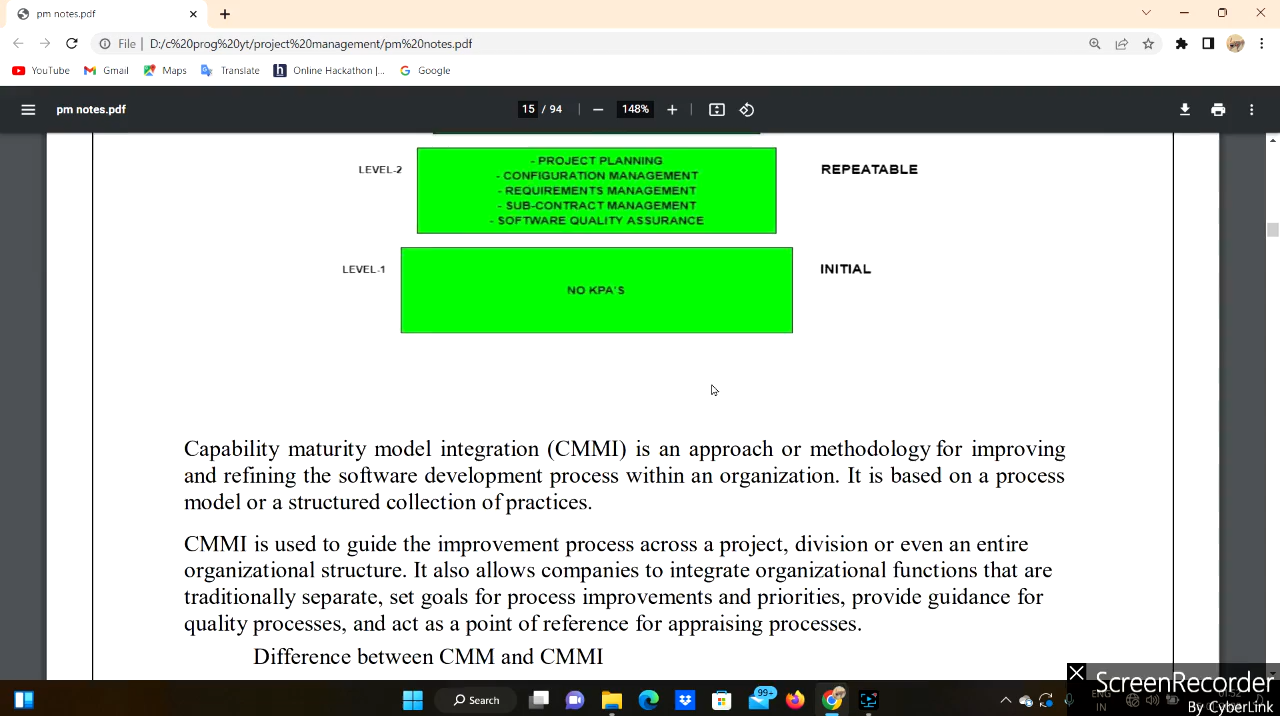 pm notes.pdf
File | D:/c%20prog%20yt/project%20management/pm%20notes.pdf
YouTube Gmail Maps Translate Online Hackathon |... Google
pm notes.pdf 15 / 94 148%
LEVEL-2
- PROJECT PLANNING
- CONFIGURATION MANAGEMENT
- REQUIREMENTS MANAGEMENT
- SUB-CONTRACT MANAGEMENT
- SOFTWARE QUALITY ASSURANCE
REPEATABLE
LEVEL-1
NO KPA'S
INITIAL
Capability maturity model integration (CMMI) is an approach or methodology for improving
and refining the software development process within an organization. It is based on a process
model or a structured collection of practices.
CMMI is used to guide the improvement process across a project, division or even an entire
organizational structure. It also allows companies to integrate organizational functions that are
traditionally separate, set goals for process improvements and priorities, provide guidance for
quality processes, and act as a point of reference for appraising processes.
Difference between CMM and CMMI
Search
99+
ENG
IN
ScreenRecorder
By CyberLink